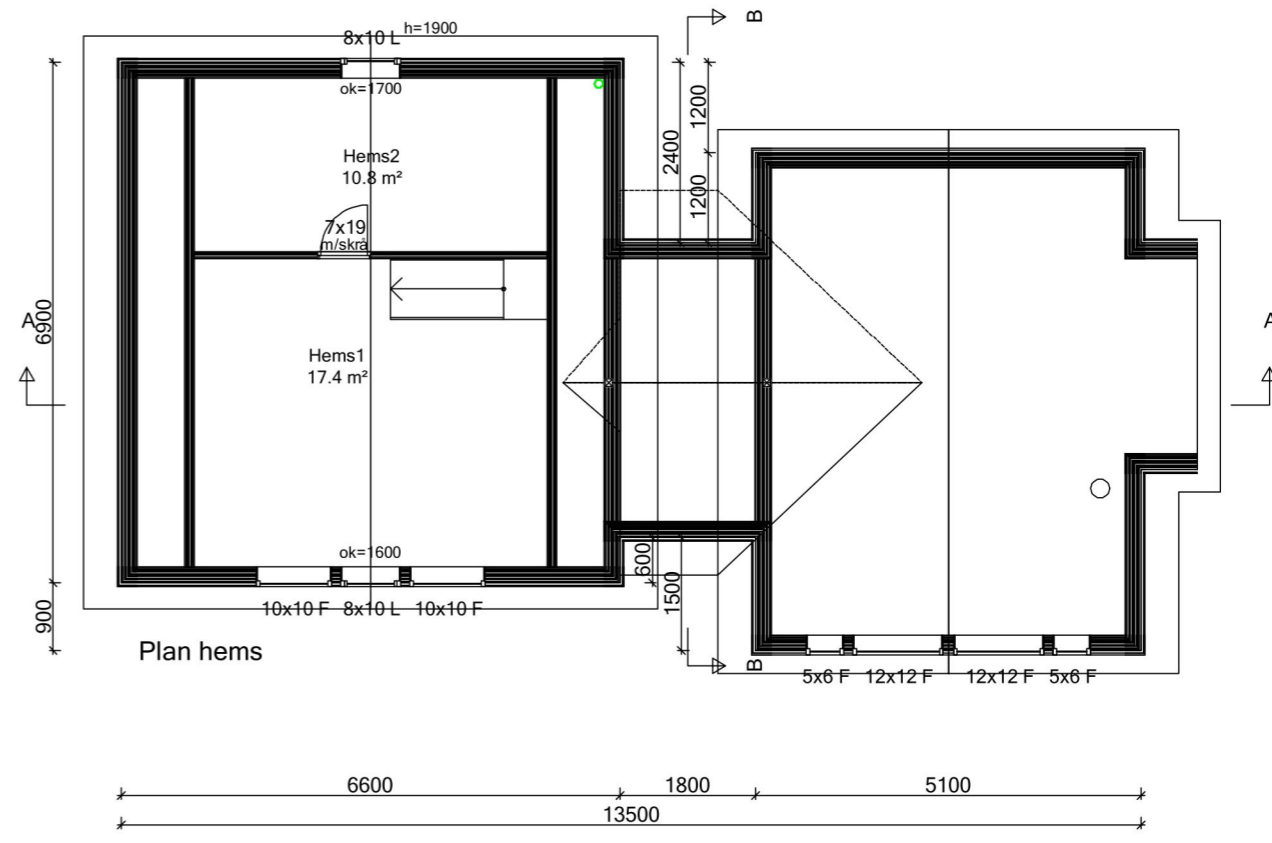 B
h=1900
8x10 L
ok=1700
1200
2400
Hems2
10.8 m²
1200
7x19
m/skrå
A
6900
A
Hems1
17.4 m²
ok=1600
600
1500
900
10x10 F 8x10 L 10x10 F
Plan hems
B
5x6 F 12x12 F 12x12 F 5x6 F
6600 1800 5100
13500